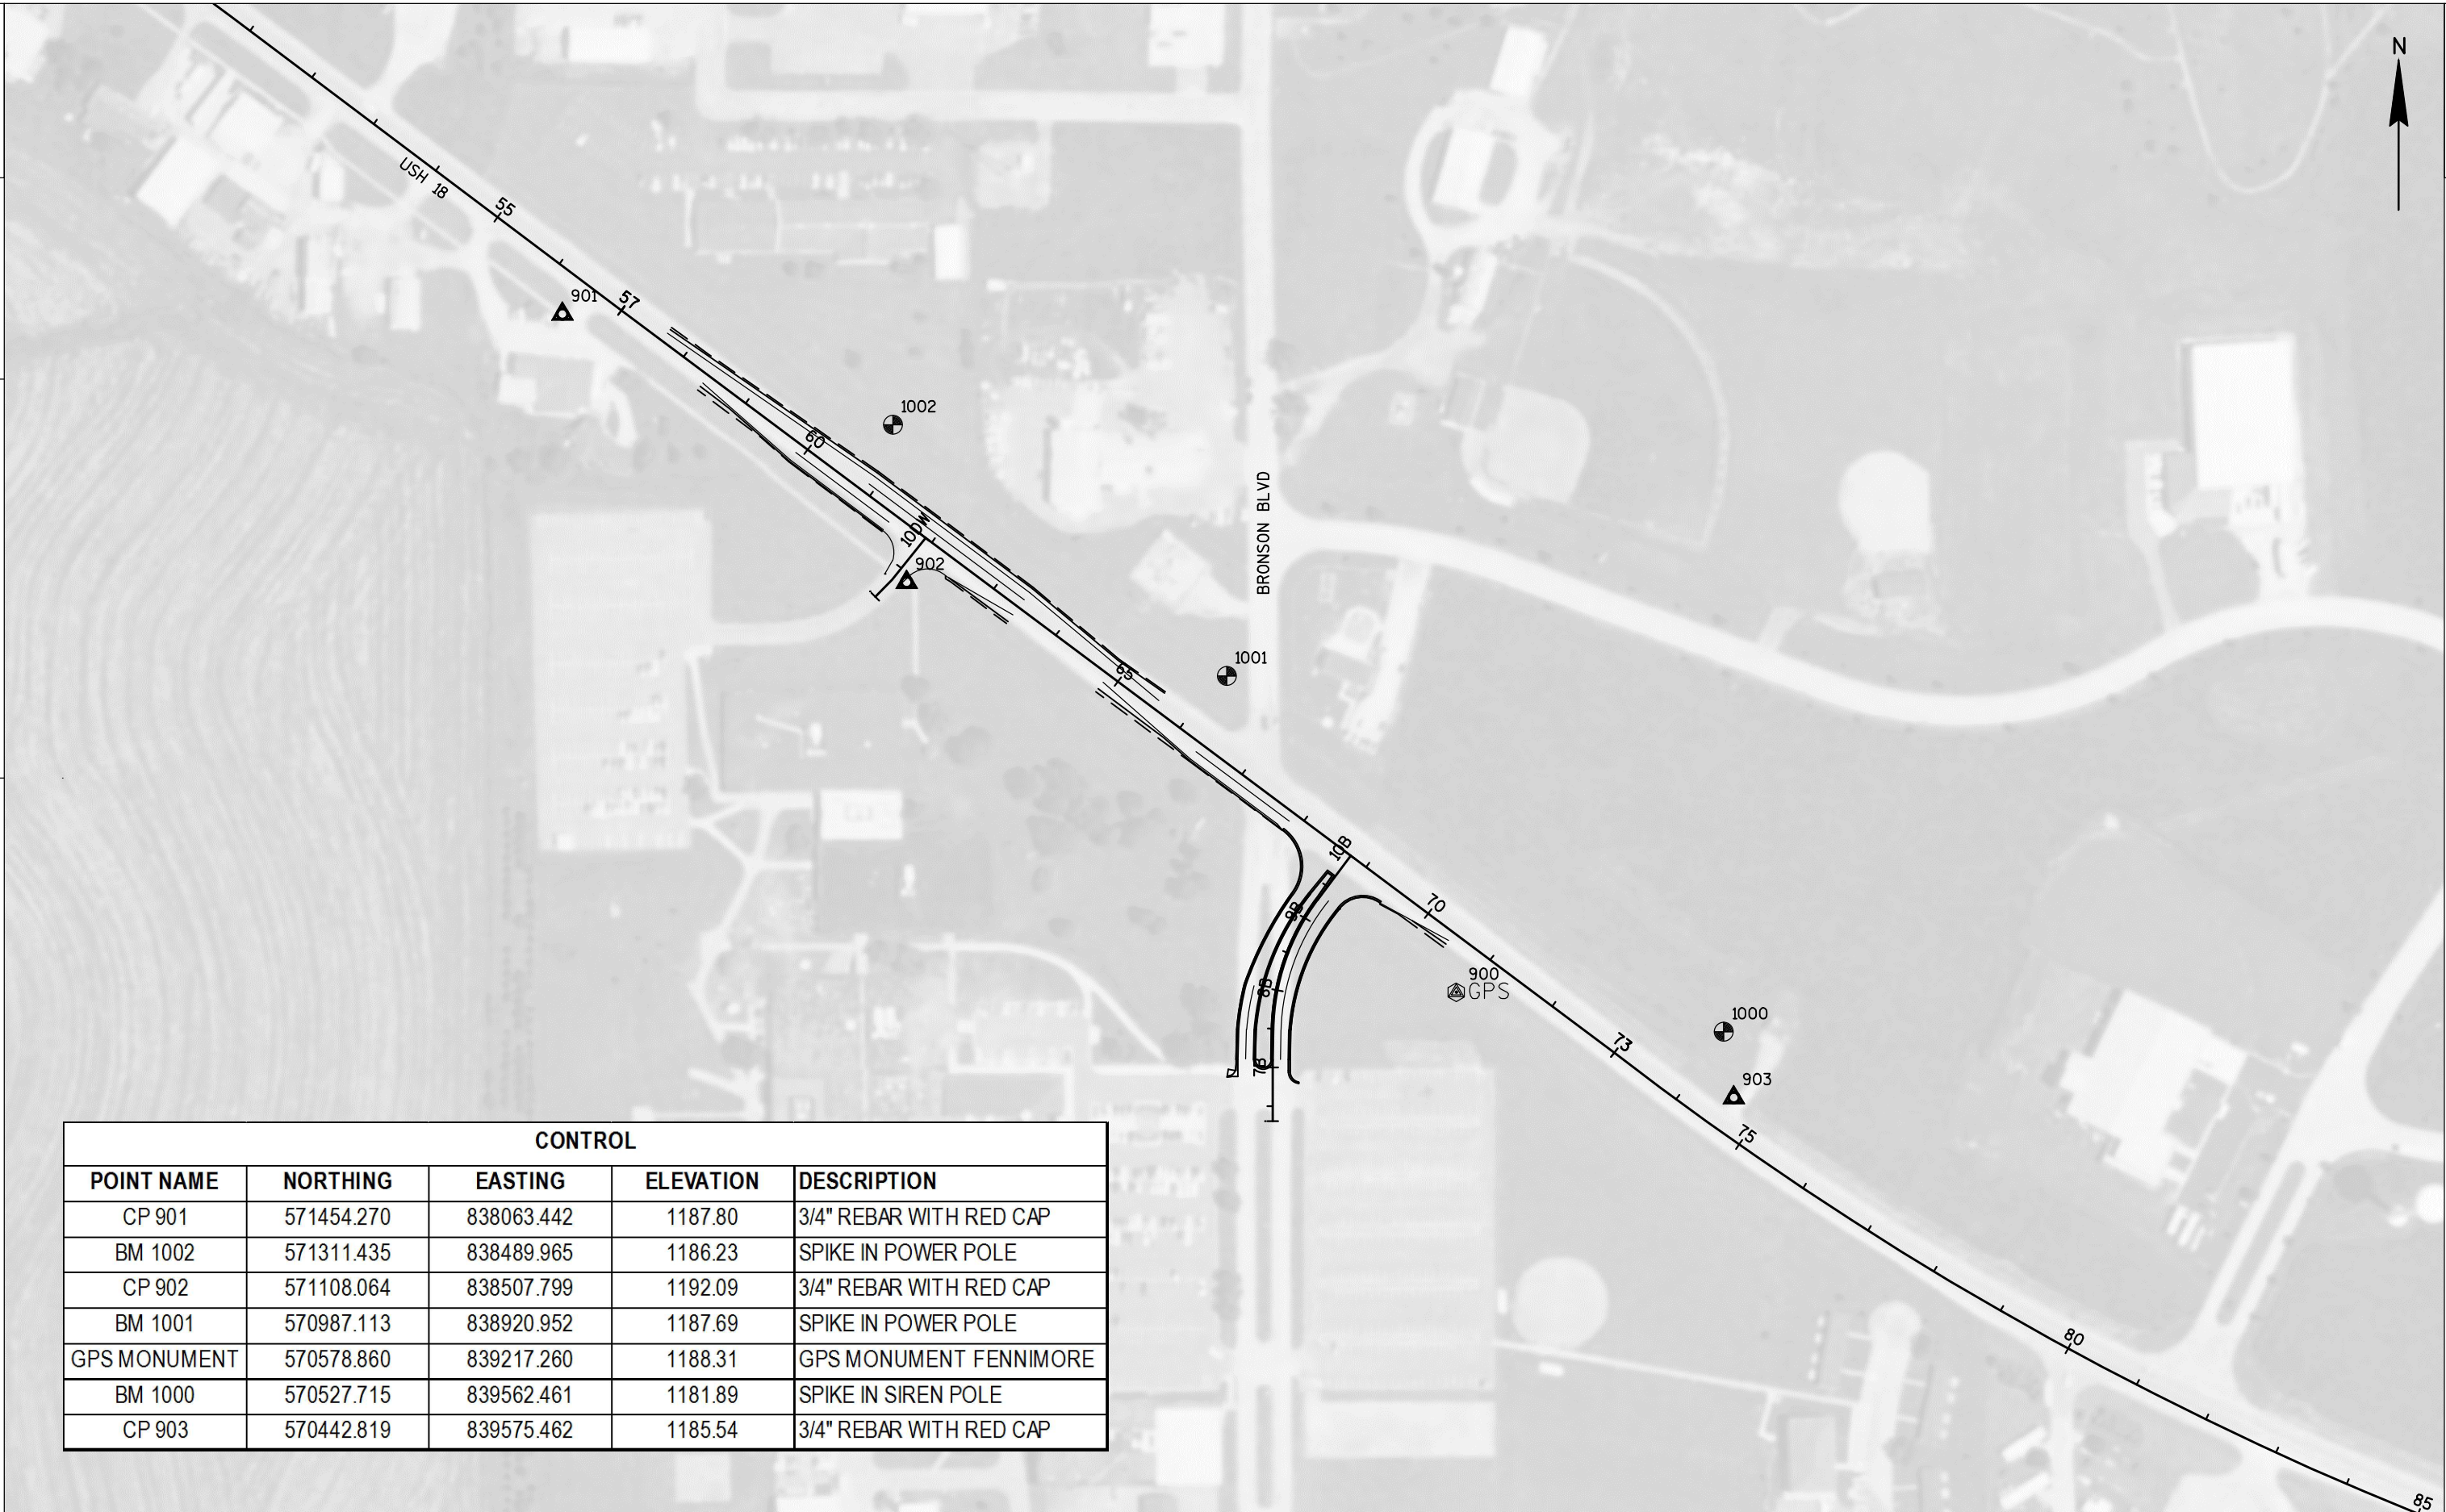 N
USH 18
55
57
901
1002
60
10DW
902
BRONSON BLVD
1001
65
10B
9B
70
8B
900
GPS
7B
1000
73
903
75
80
85
CONTROL
POINT NAME NORTHING EASTING ELEVATION DESCRIPTION
CP 901 571454.270 838063.442 1187.80 3/4" REBAR WITH RED CAP
BM 1002 571311.435 838489.965 1186.23 SPIKE IN POWER POLE
CP 902 571108.064 838507.799 1192.09 3/4" REBAR WITH RED CAP
BM 1001 570987.113 838920.952 1187.69 SPIKE IN POWER POLE
GPS MONUMENT 570578.860 839217.260 1188.31 GPS MONUMENT FENNIMORE
BM 1000 570527.715 839562.461 1181.89 SPIKE IN SIREN POLE
CP 903 570442.819 839575.462 1185.54 3/4" REBAR WITH RED CAP